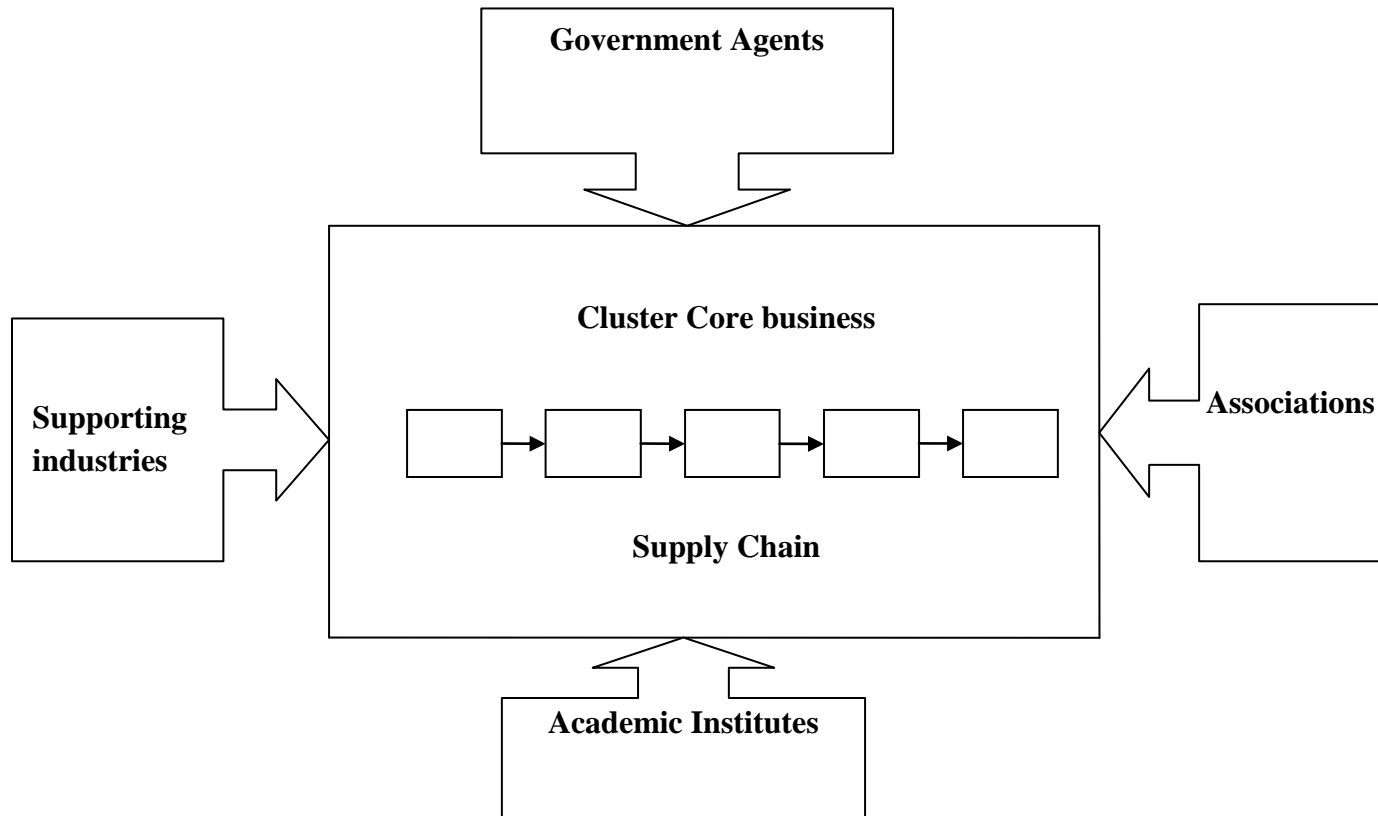 Government Agents
Cluster Core business
Supporting
industries
Associations
Supply Chain
Academic Institutes